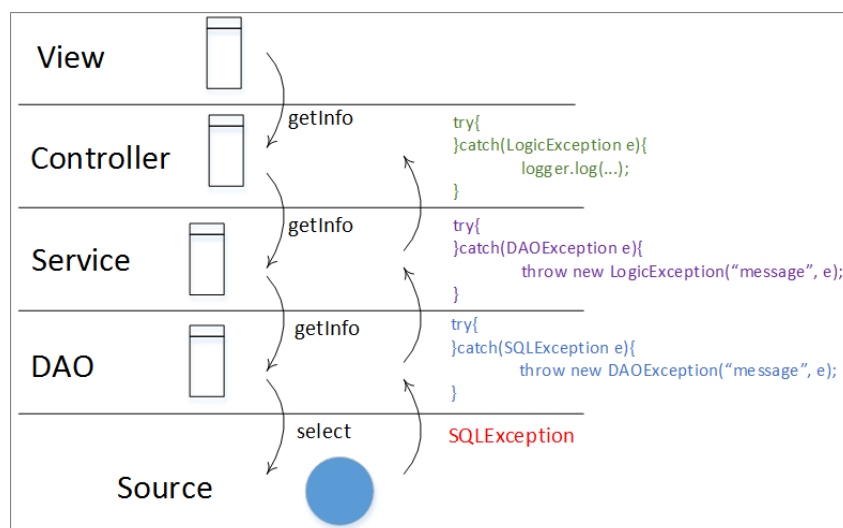 View
getInfo
Controller
try{
}catch(LogicException e){
logger.log(...);
}
getInfo
Service
try{
}catch(DAOException e){
throw new LogicException(“message”, e);
}
getInfo
DAO
try{
}catch(SQLException e){
throw new DAOException(“message”, e);
}
select
SQLException
Source